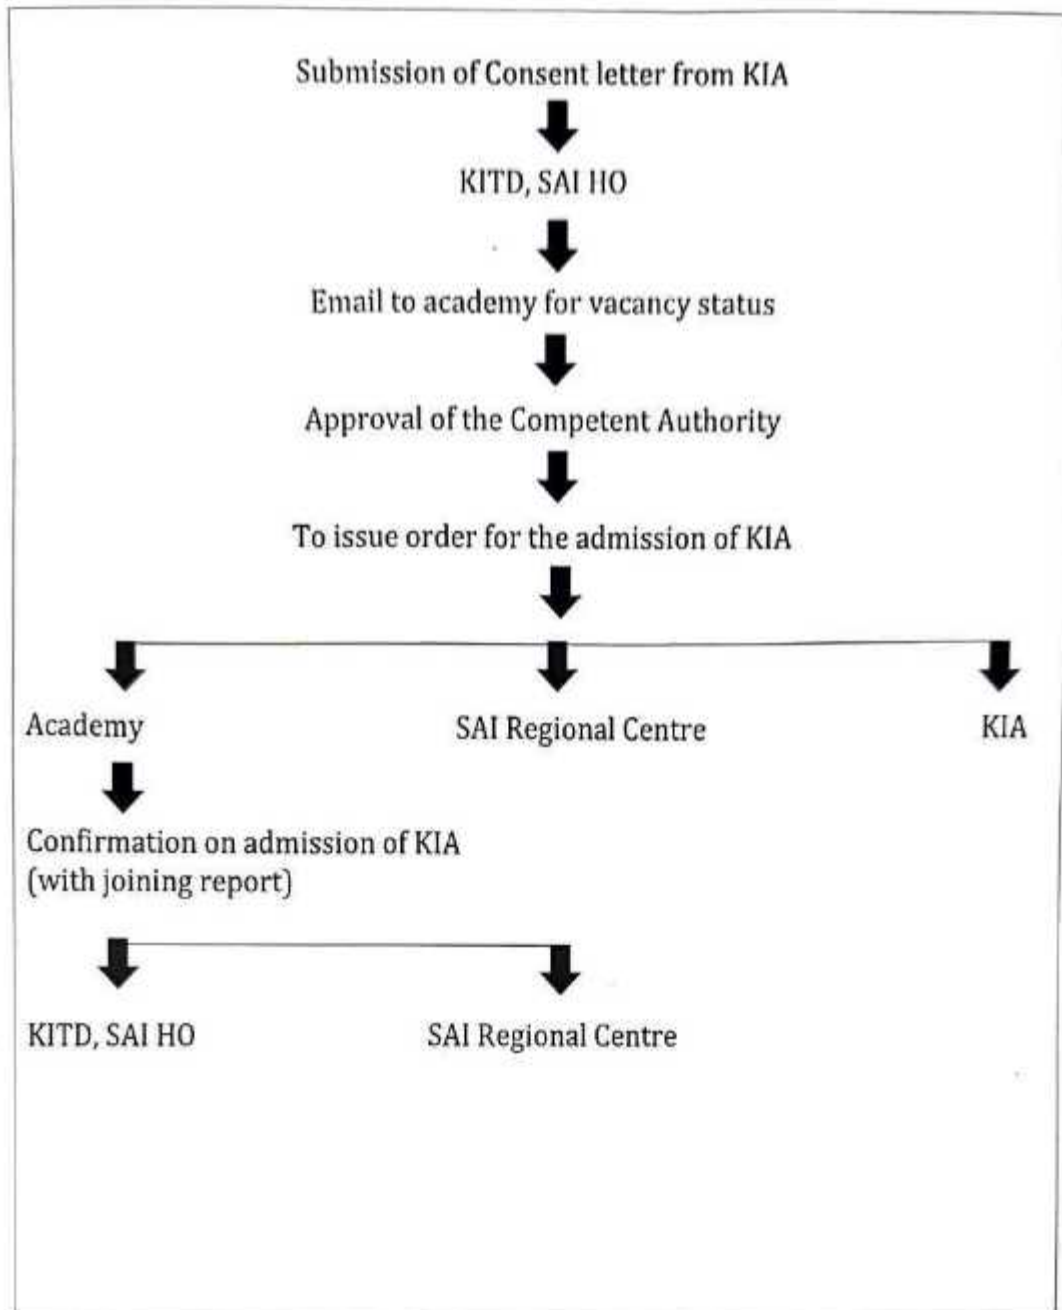 Submission of Consent letter from KIA
KITD, SAI HO
Email to academy for vacancy status
Approval of the Competent Authority
To issue order for the admission of KIA
Academy
SAI Regional Centre
KIA
Confirmation on admission of KIA
(with joining report)
KITD, SAI HO
SAI Regional Centre